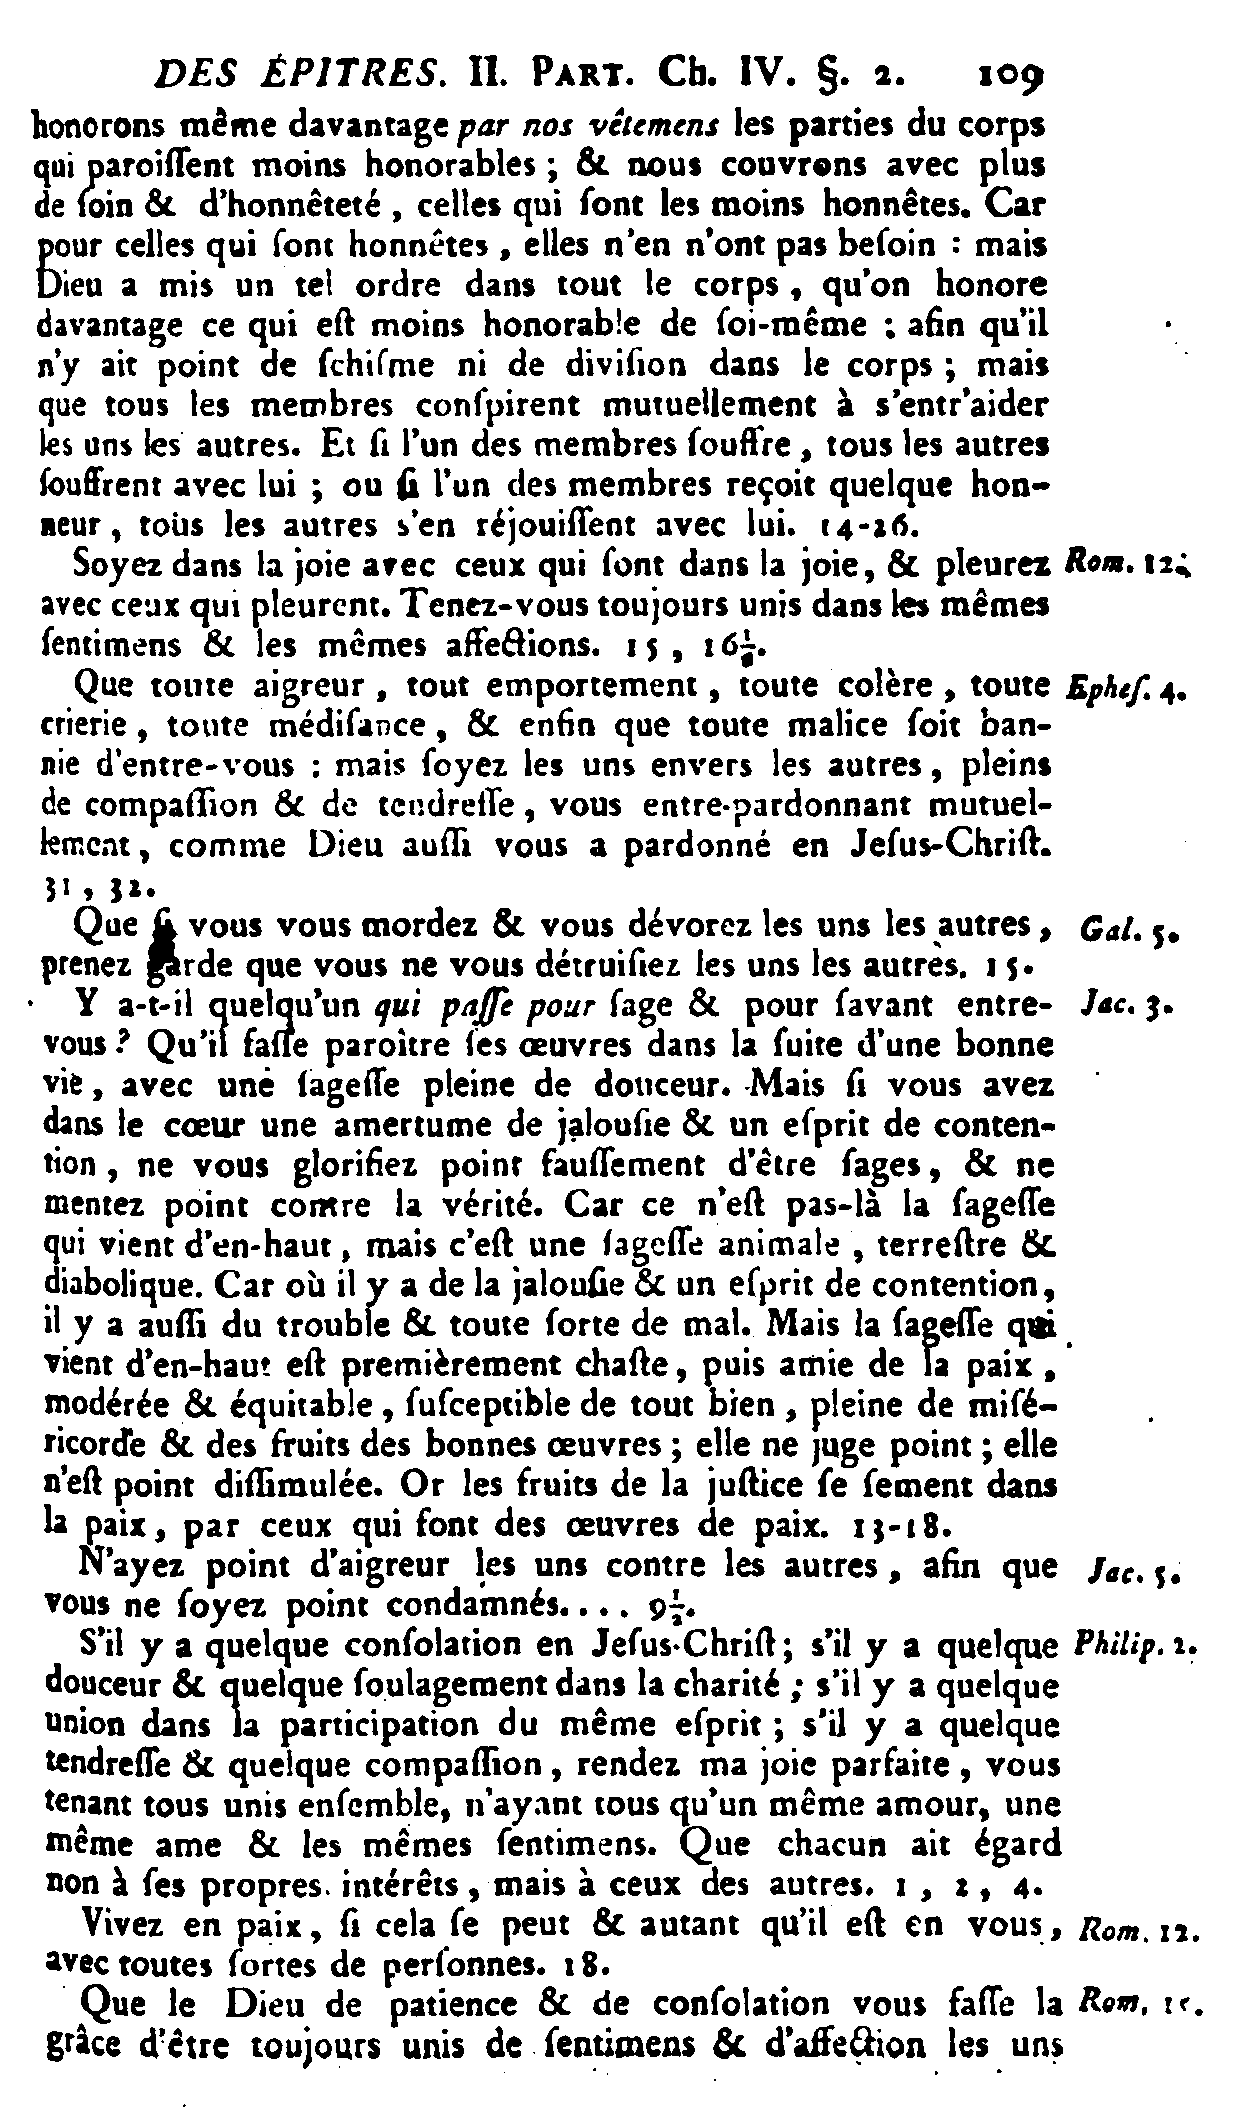 DES ÉPITRES. II. PART. Ch. IV. §. 2. 109
honorons même davantage par nos vêtemens les parties du corps
qui paroiſſent moins honorables ; & nous couvrons avec plus
de ſoin & d'honnêteté , celles qui ſont les moins honnêtes. Car
pour celles qui ſont honnêtes , elles n'en n'ont pas beſoin : mais
Dieu a mis un tel ordre dans tout le corps , qu'on honore
davantage ce qui eſt moins honorable de ſoi-même ; afin qu'il
n'y ait point de ſchiſme ni de diviſion dans le corps ; mais
que tous les membres conſpirent mutuellement à s'entr'aider
les uns les autres. Et ſi l'un des membres ſouffre , tous les autres
ſouffrent avec lui ; ou ſi l'un des membres reçoit quelque hon-
neur , tous les autres s'en réjouiſſent avec lui. 14-26.
Soyez dans la joie avec ceux qui ſont dans la joie, & pleurez Rom. 12.
avec ceux qui pleurent. Tenez-vous toujours unis dans les mêmes
ſentimens & les mêmes affections. 15 , 16½.
Que toute aigreur , tout emportement , toute colère , toute Epheſ. 4.
crierie , toute médiſance , & enfin que toute malice ſoit ban-
nie d'entre-vous : mais ſoyez les uns envers les autres , pleins
de compaſſion & de tendreſſe , vous entre-pardonnant mutuel-
lement , comme Dieu auſſi vous a pardonné en Jeſus-Chriſt.
31 , 32.
Que ſi vous vous mordez & vous dévorez les uns les autres , Gal. 5.
prenez garde que vous ne vous détruiſiez les uns les autres. 15.
Y a-t-il quelqu'un qui paſſe pour ſage & pour ſavant entre- Jac. 3.
vous ? Qu'il faſſe paroître ſes œuvres dans la ſuite d'une bonne
vie , avec une ſageſſe pleine de douceur. Mais ſi vous avez
dans le cœur une amertume de jalouſie & un eſprit de conten-
tion , ne vous glorifiez point fauſſement d'être ſages , & ne
mentez point contre la vérité. Car ce n'eſt pas-là la ſageſſe
qui vient d'en-haut , mais c'eſt une ſageſſe animale , terreſtre &
diabolique. Car où il y a de la jalouſie & un eſprit de contention ,
il y a auſſi du trouble & toute ſorte de mal. Mais la ſageſſe qui
vient d'en-haut eſt premièrement chaſte , puis amie de la paix ,
modérée & équitable , ſuſceptible de tout bien , pleine de miſé-
ricorde & des fruits des bonnes œuvres ; elle ne juge point ; elle
n'eſt point diſſimulée. Or les fruits de la juſtice ſe ſement dans
la paix , par ceux qui font des œuvres de paix. 13-18.
N'ayez point d'aigreur les uns contre les autres , afin que Jac. 5.
vous ne ſoyez point condamnés. . . . 9½.
S'il y a quelque conſolation en Jeſus-Chriſt ; s'il y a quelque Philip. 2.
douceur & quelque ſoulagement dans la charité ; s'il y a quelque
union dans la participation du même eſprit ; s'il y a quelque
tendreſſe & quelque compaſſion , rendez ma joie parfaite , vous
tenant tous unis enſemble, n'ayant tous qu'un même amour, une
même ame & les mêmes ſentimens. Que chacun ait égard
non à ſes propres intérêts , mais à ceux des autres. 1 , 2 , 4.
Vivez en paix , ſi cela ſe peut & autant qu'il eſt en vous , Rom. 12.
avec toutes ſortes de perſonnes. 18.
Que le Dieu de patience & de conſolation vous faſſe la Rom. 15.
grâce d'être toujours unis de ſentimens & d'affection les uns